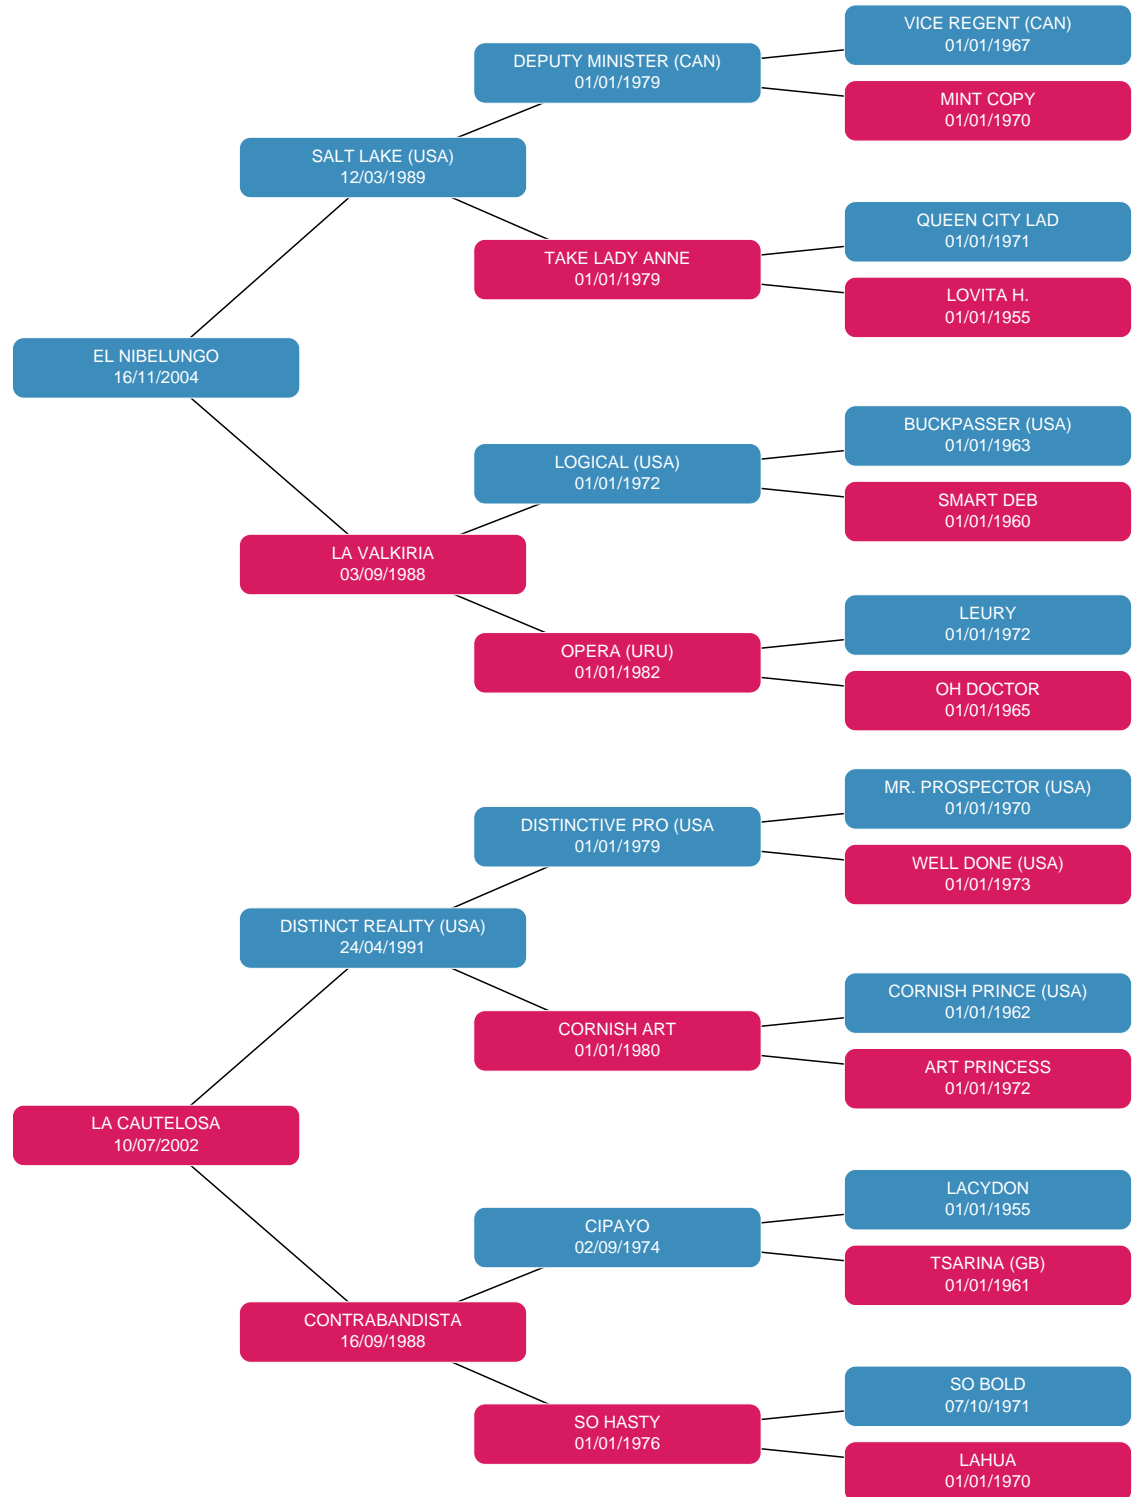 VICE REGENT (CAN)
01/01/1967
DEPUTY MINISTER (CAN)
01/01/1979
MINT COPY
01/01/1970
SALT LAKE (USA)
12/03/1989
QUEEN CITY LAD
01/01/1971
TAKE LADY ANNE
01/01/1979
LOVITA H.
01/01/1955
EL NIBELUNGO
16/11/2004
BUCKPASSER (USA)
01/01/1963
LOGICAL (USA)
01/01/1972
SMART DEB
01/01/1960
LA VALKIRIA
03/09/1988
LEURY
01/01/1972
OPERA (URU)
01/01/1982
OH DOCTOR
01/01/1965
MR. PROSPECTOR (USA)
01/01/1970
DISTINCTIVE PRO (USA
01/01/1979
WELL DONE (USA)
01/01/1973
DISTINCT REALITY (USA)
24/04/1991
CORNISH PRINCE (USA)
01/01/1962
CORNISH ART
01/01/1980
ART PRINCESS
01/01/1972
LA CAUTELOSA
10/07/2002
LACYDON
01/01/1955
CIPAYO
02/09/1974
TSARINA (GB)
01/01/1961
CONTRABANDISTA
16/09/1988
SO BOLD
07/10/1971
SO HASTY
01/01/1976
LAHUA
01/01/1970